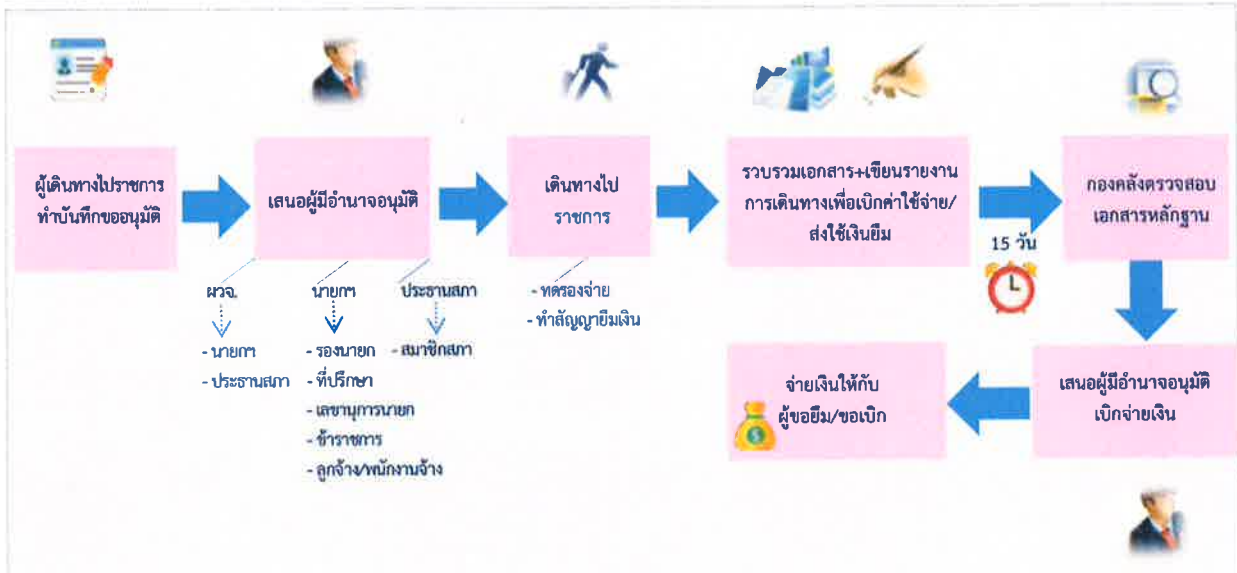 ผู้เดินทางไปราชการ
ทำบันทึกขออนุมัติ
เสนอผู้มีอำนาจอนุมัติ
ผวจ.
- นายกฯ
- ประธานสภา
นายกฯ
- รองนายก
- ที่ปรึกษา
- เลขานุการนายก
- ข้าราชการ
- ลูกจ้าง/พนักงานจ้าง
ประธานสภา
- สมาชิกสภา
เดินทางไป
ราชการ
- ทดรองจ่าย
- ทำสัญญายืมเงิน
รวบรวมเอกสาร+เขียนรายงาน
การเดินทางเพื่อเบิกค่าใช้จ่าย/
ส่งใช้เงินยืม
15 วัน
กองคลังตรวจสอบ
เอกสารหลักฐาน
เสนอผู้มีอำนาจอนุมัติ
เบิกจ่ายเงิน
จ่ายเงินให้กับ
ผู้ขอยืม/ขอเบิก